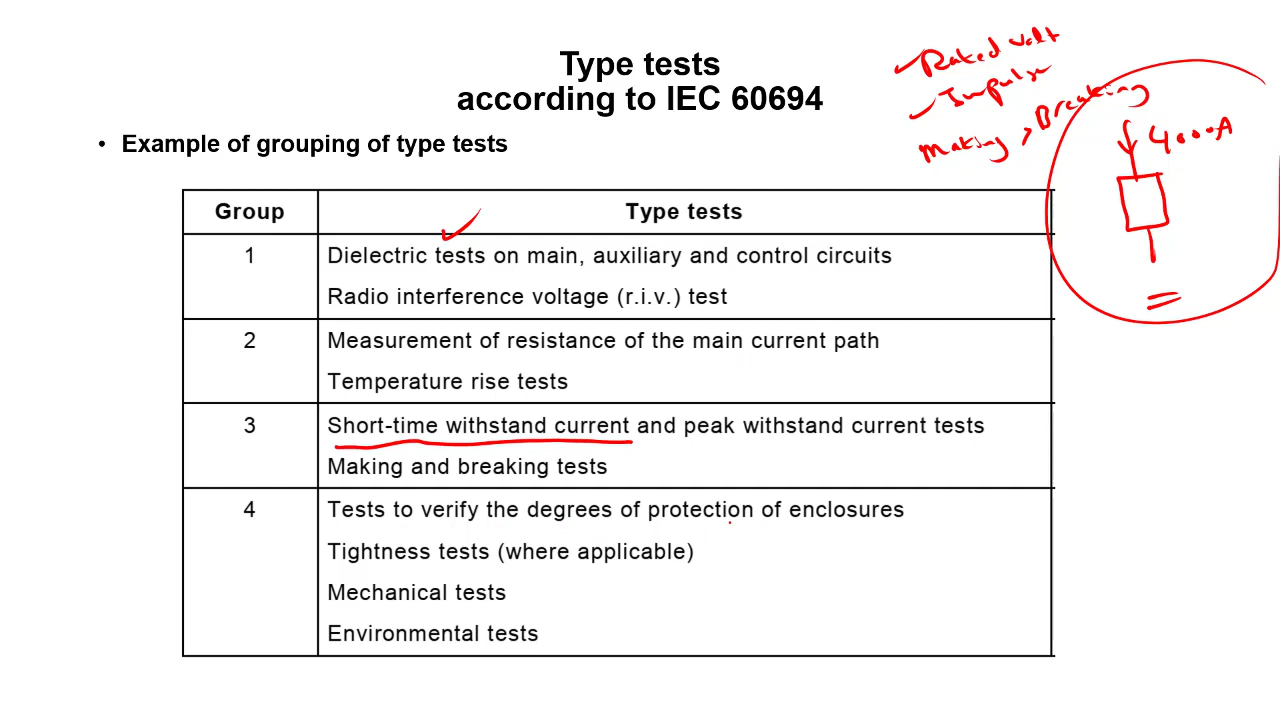 Type tests
according to IEC 60694
Rated volt
Impulse
Making > Breaking
4000A
• Example of grouping of type tests
Group Type tests
1 Dielectric tests on main, auxiliary and control circuits
Radio interference voltage (r.i.v.) test
2 Measurement of resistance of the main current path
Temperature rise tests
3 Short-time withstand current and peak withstand current tests
Making and breaking tests
4 Tests to verify the degrees of protection of enclosures
Tightness tests (where applicable)
Mechanical tests
Environmental tests